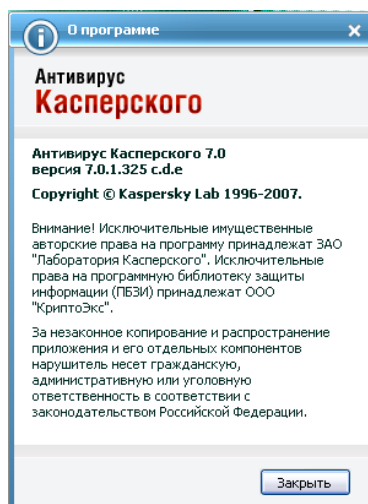 О программе
Антивирус
Касперского
Антивирус Касперского 7.0
версия 7.0.1.325 c.d.e
Copyright © Kaspersky Lab 1996-2007.
Внимание! Исключительные имущественные
авторские права на программу принадлежат ЗАО
"Лаборатория Касперского". Исключительные
права на программную библиотеку защиты
информации (ПБЗИ) принадлежат ООО
"КриптоЭкс".
За незаконное копирование и распространение
приложения и его отдельных компонентов
нарушитель несет гражданскую,
административную или уголовную
ответственность в соответствии с
законодательством Российской Федерации.
Закрыть